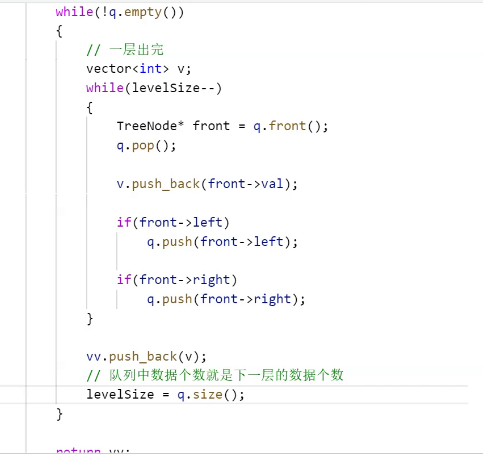 while(!q.empty())
{
// 一层出完
vector<int> v;
while(levelSize--)
{
TreeNode* front = q.front();
q.pop();
v.push_back(front->val);
if(front->left)
q.push(front->left);
if(front->right)
q.push(front->right);
}
vv.push_back(v);
// 队列中数据个数就是下一层的数据个数
levelSize = q.size();
}
return vv;